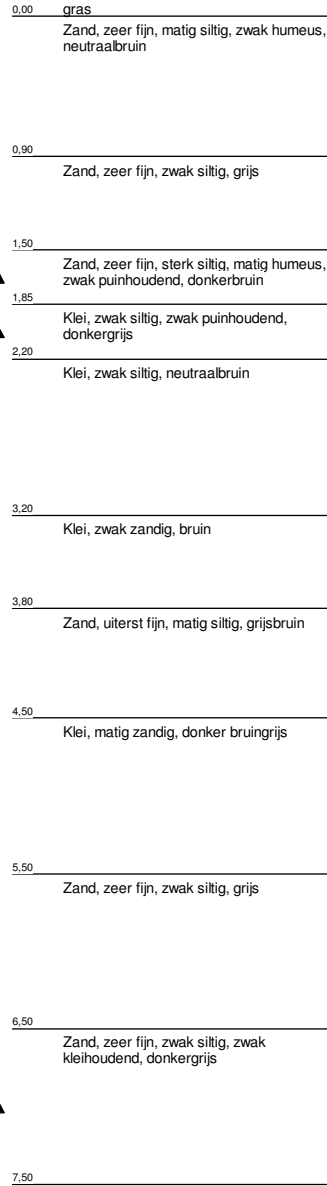 0,00 gras
Zand, zeer fijn, matig siltig, zwak humeus,
neutraalbruin
0,90
Zand, zeer fijn, zwak siltig, grijs
1,50
Zand, zeer fijn, sterk siltig, matig humeus,
zwak puinhoudend, donkerbruin
1,85
Klei, zwak siltig, zwak puinhoudend,
donkergrijs
2,20
Klei, zwak siltig, neutraalbruin
3,20
Klei, zwak zandig, bruin
3,80
Zand, uiterst fijn, matig siltig, grijsbruin
4,50
Klei, matig zandig, donker bruingrijs
5,50
Zand, zeer fijn, zwak siltig, grijs
6,50
Zand, zeer fijn, zwak siltig, zwak
kleihoudend, donkergrijs
7,50